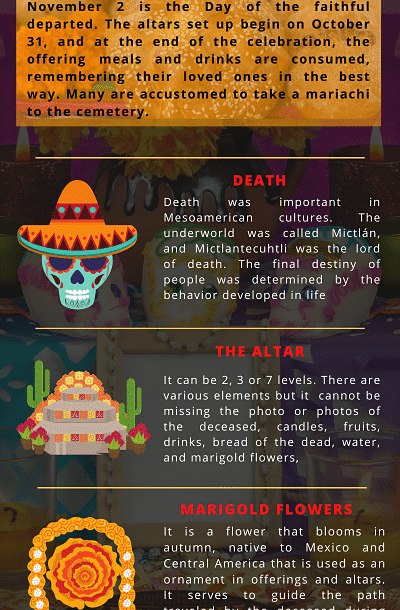 November 2 is the Day of the faithful
departed. The altars set up begin on October
31, and at the end of the celebration, the
offering meals and drinks are consumed,
remembering their loved ones in the best
way. Many are accustomed to take a mariachi
to the cemetery.
DEATH
Death was important in
Mesoamerican cultures. The
underworld was called Mictlán,
and Mictlantecuhtli was the lord
of death. The final destiny of
people was determined by the
behavior developed in life
THE ALTAR
It can be 2, 3 or 7 levels. There are
various elements but it cannot be
missing the photo or photos of
the deceased, candles, fruits,
drinks, bread of the dead, water,
and marigold flowers,
MARIGOLD FLOWERS
It is a flower that blooms in
autumn, native to Mexico and
Central America that is used as an
ornament in offerings and altars.
It serves to guide the path
traveled by the deceased during